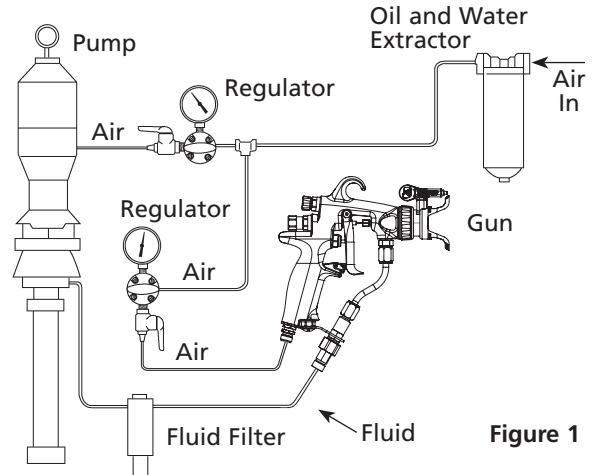 Oil and Water
Extractor
Pump
Regulator
Air
In
Air
Regulator
Gun
Air
Air
Fluid Filter
Fluid
Figure 1